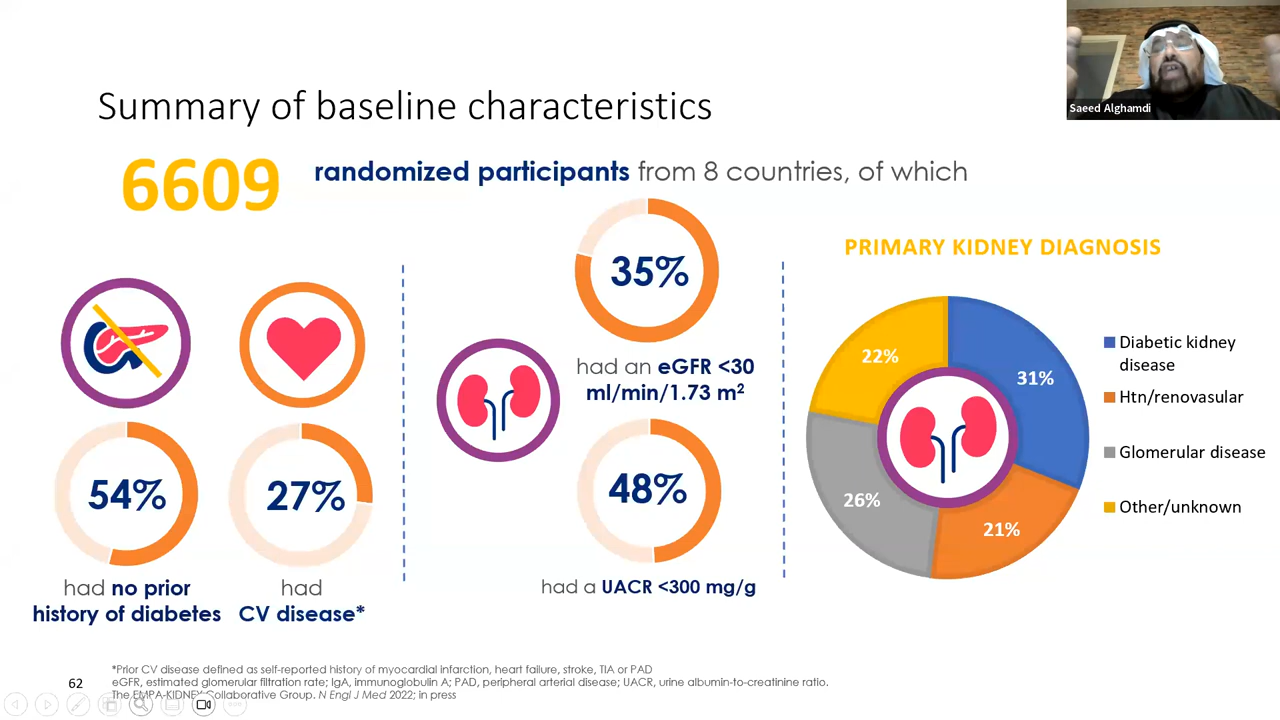 Saeed Alghamdi
Summary of baseline characteristics
6609
randomized participants from 8 countries, of which
54%
had no prior
history of diabetes
27%
had
CV disease*
35%
had an eGFR <30
ml/min/1.73 m²
48%
had a UACR <300 mg/g
PRIMARY KIDNEY DIAGNOSIS
22%
31%
26%
21%
Diabetic kidney
disease
Htn/renovasular
Glomerular disease
Other/unknown
*Prior CV disease defined as self-reported history of myocardial infarction, heart failure, stroke, TIA or PAD
eGFR, estimated glomerular filtration rate; IgA, immunoglobulin A; PAD, peripheral arterial disease; UACR, urine albumin-to-creatinine ratio.
The EMPA-KIDNEY Collaborative Group. N Engl J Med 2022; in press
62